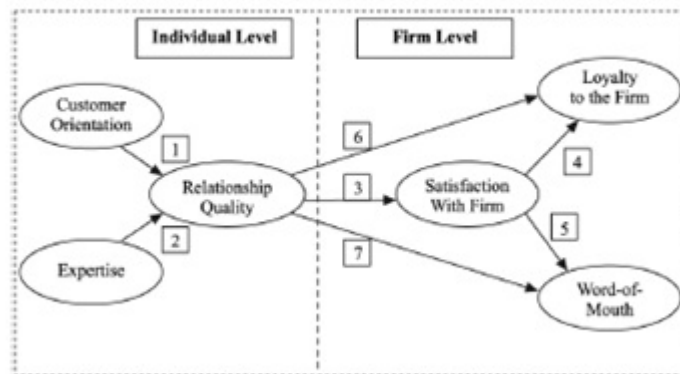 Individual Level
Firm Level
Customer
Orientation
Loyalty
to the Firm
1
6
4
Relationship
Quality
3
Satisfaction
With Firm
2
7
5
Expertise
Word-of-
Mouth